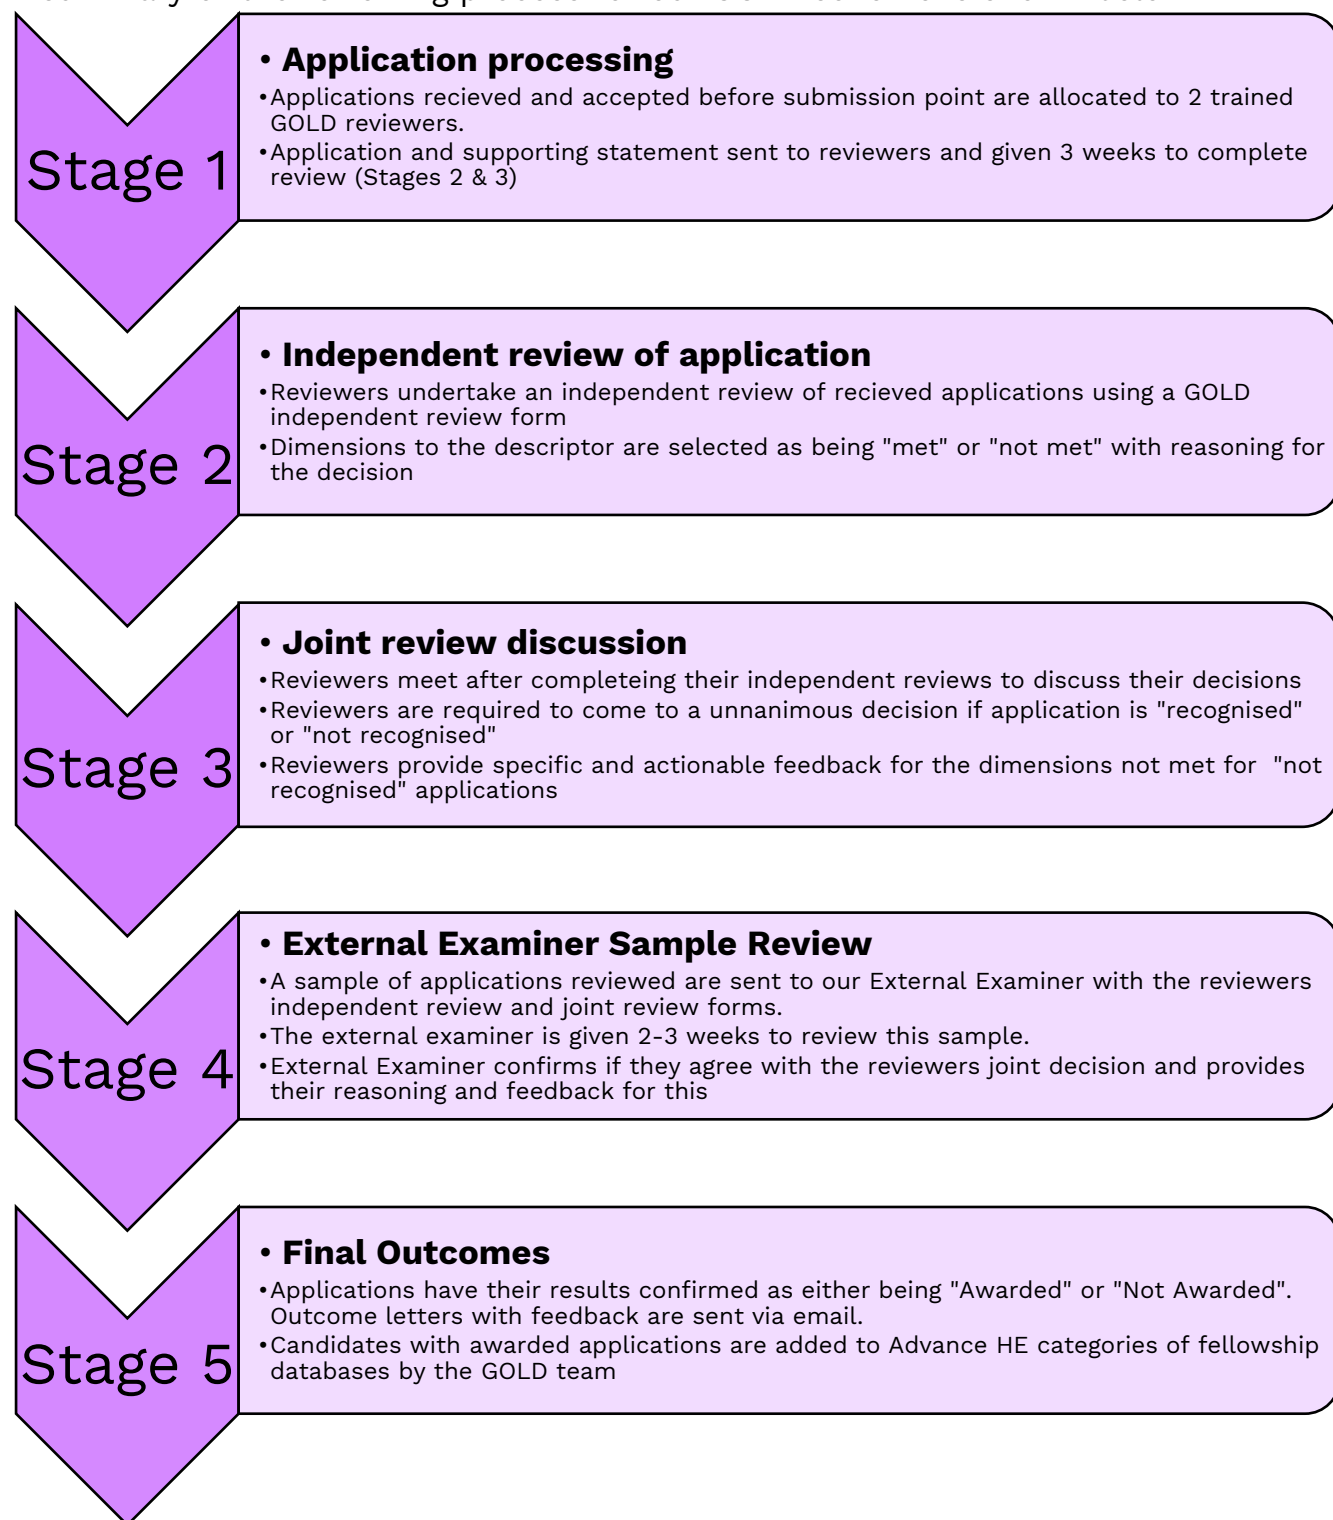 Stage 1
• Application processing
•Applications recieved and accepted before submission point are allocated to 2 trained
GOLD reviewers.
•Application and supporting statement sent to reviewers and given 3 weeks to complete
review (Stages 2 & 3)
Stage 2
• Independent review of application
•Reviewers undertake an independent review of recieved applications using a GOLD
independent review form
•Dimensions to the descriptor are selected as being "met" or "not met" with reasoning for
the decision
Stage 3
• Joint review discussion
•Reviewers meet after completeing their independent reviews to discuss their decisions
•Reviewers are required to come to a unnanimous decision if application is "recognised"
or "not recognised"
•Reviewers provide specific and actionable feedback for the dimensions not met for "not
recognised" applications
Stage 4
• External Examiner Sample Review
•A sample of applications reviewed are sent to our External Examiner with the reviewers
independent review and joint review forms.
•The external examiner is given 2-3 weeks to review this sample.
•External Examiner confirms if they agree with the reviewers joint decision and provides
their reasoning and feedback for this
Stage 5
• Final Outcomes
•Applications have their results confirmed as either being "Awarded" or "Not Awarded".
Outcome letters with feedback are sent via email.
•Candidates with awarded applications are added to Advance HE categories of fellowship
databases by the GOLD team